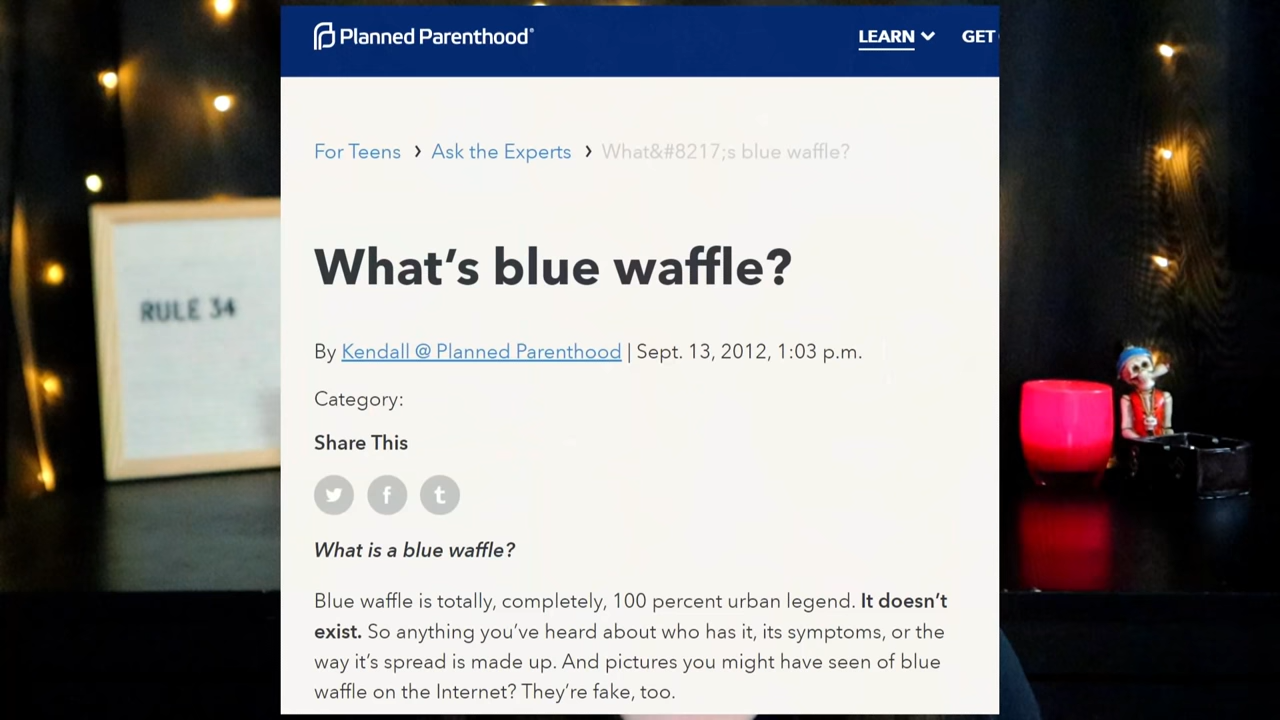 Planned Parenthood®
LEARN GET
For Teens › Ask the Experts › What&#8217;s blue waffle?
What's blue waffle?
By Kendall @ Planned Parenthood | Sept. 13, 2012, 1:03 p.m.
Category:
Share This
What is a blue waffle?
Blue waffle is totally, completely, 100 percent urban legend. It doesn't
exist. So anything you've heard about who has it, its symptoms, or the
way it's spread is made up. And pictures you might have seen of blue
waffle on the Internet? They're fake, too.
RULE 34